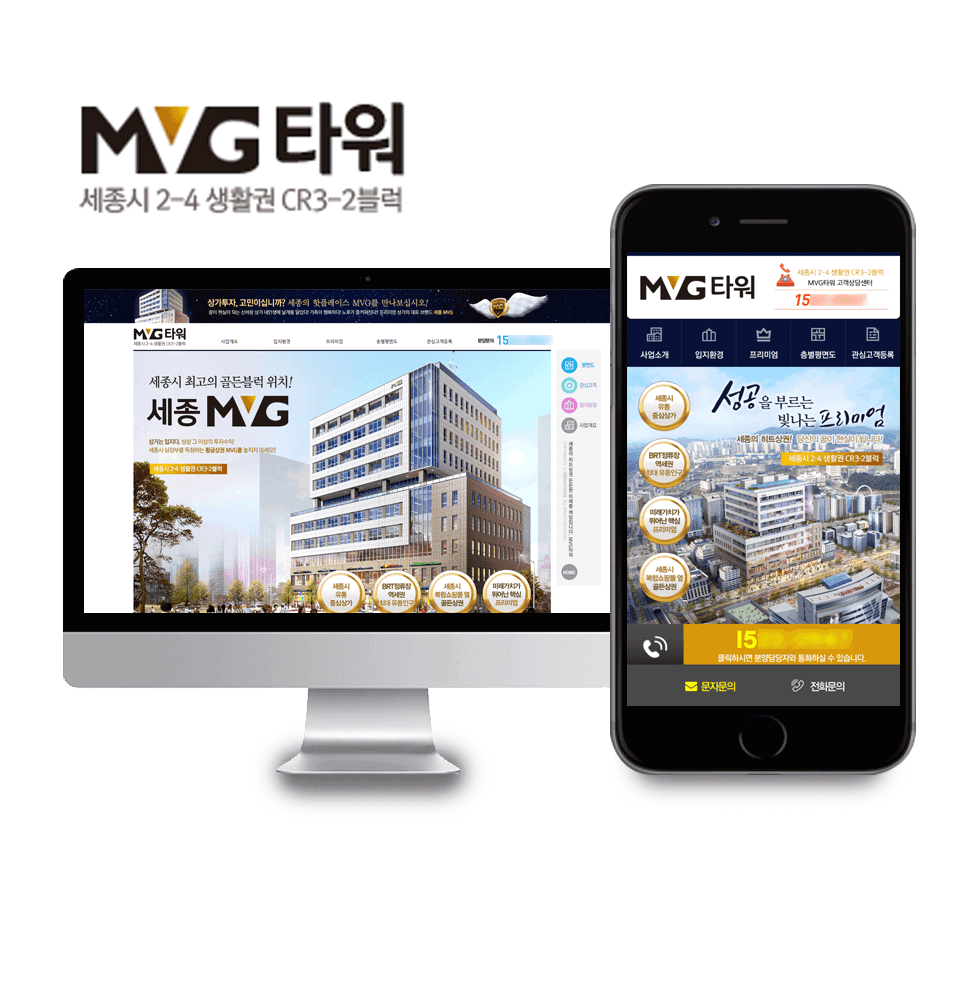 MVG 타워
세종시 2-4 생활권 CR3-2블럭
상가투자, 고민이십니까? 세종의 핫플레이스 MVG를 만나보십시오!
MVG 타워
세종시 2-4 생활권 CR3-2블럭
사업개요
입지환경
프리미엄
층별평면도
관심고객등록
분양문의 15
세종시 최고의 골든블럭 위치!
세종 MVG
상가는 입지다, 상상 그 이상의 투자수익!
세종시 심장부를 독점하는 황금상권 MVG를 놓치지 마세요!!
세종시 2-4 생활권 CR3-2블럭
MVG
평면도
관심고객
입지환경
사업개요
HOME
세종시
유통
중심상가
BRT정류장
역세권
최대 유동인구
세종시
복합쇼핑몰 옆
골든상권
미래가치가
뛰어난 핵심
프리미엄
MVG 타워
세종시 2-4 생활권 CR3-2블럭
MVG타워 고객상담센터
15
사업소개
입지환경
프리미엄
층별평면도
관심고객등록
성공을 부르는
빛나는 프리미엄
세종의 히트상권! 당신의 꿈이 현실이 됩니다!
세종시 2-4 생활권 CR3-2블럭
세종시
유통
중심상가
BRT정류장
역세권
최대 유동인구
미래가치가
뛰어난 핵심
프리미엄
세종시
복합쇼핑몰 옆
골든상권
15
클릭하시면 분양담당자와 통화하실 수 있습니다.
문자문의
전화문의